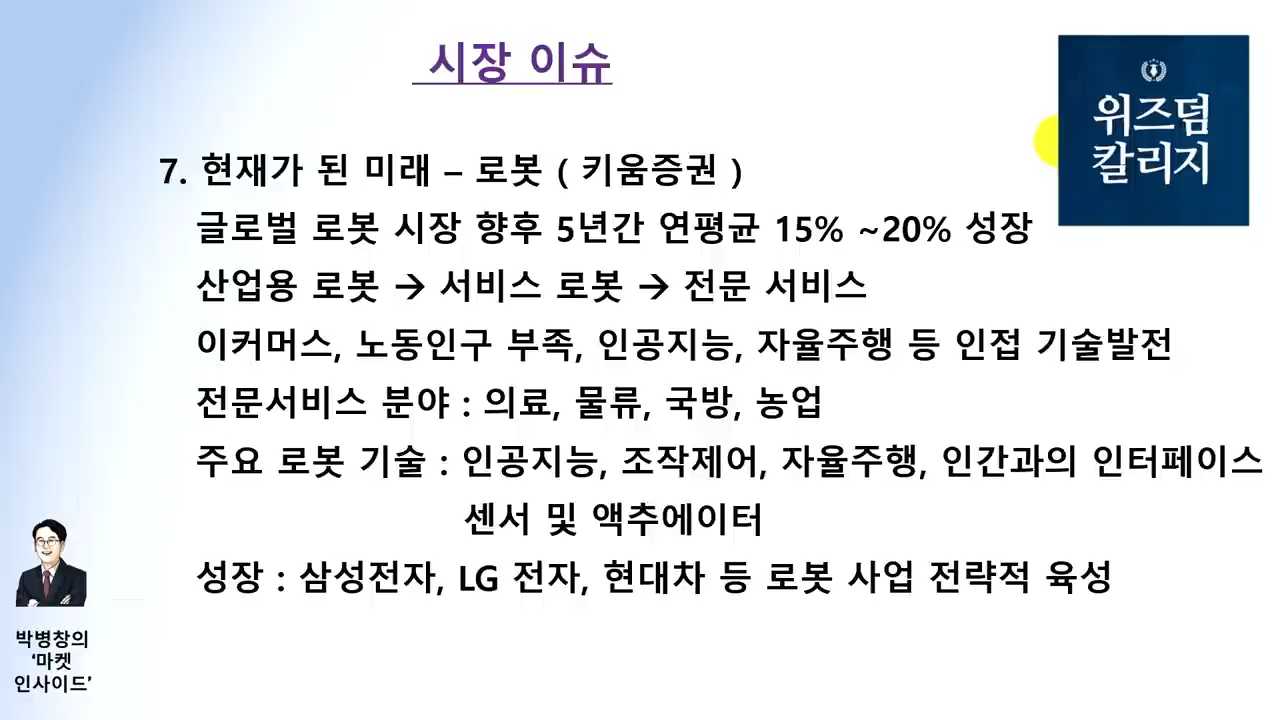 시장 이슈
위즈덤
칼리지
7. 현재가 된 미래 – 로봇 ( 키움증권 )
글로벌 로봇 시장 향후 5년간 연평균 15% ~20% 성장
산업용 로봇 → 서비스 로봇 → 전문 서비스
이커머스, 노동인구 부족, 인공지능, 자율주행 등 인접 기술발전
전문서비스 분야 : 의료, 물류, 국방, 농업
주요 로봇 기술 : 인공지능, 조작제어, 자율주행, 인간과의 인터페이스
센서 및 액추에이터
성장 : 삼성전자, LG 전자, 현대차 등 로봇 사업 전략적 육성
박병창의
‘마켓
인사이드’